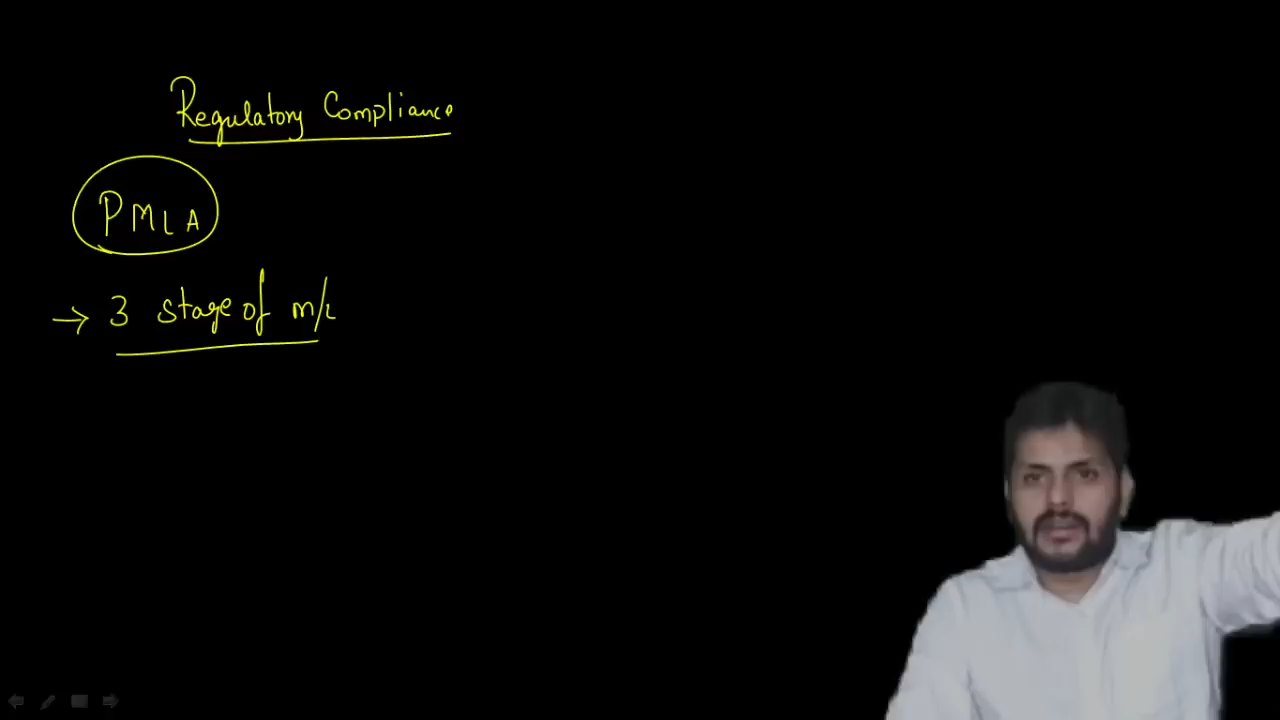 Regulatory Compliance
PMLA
→ 3 stage of m/L